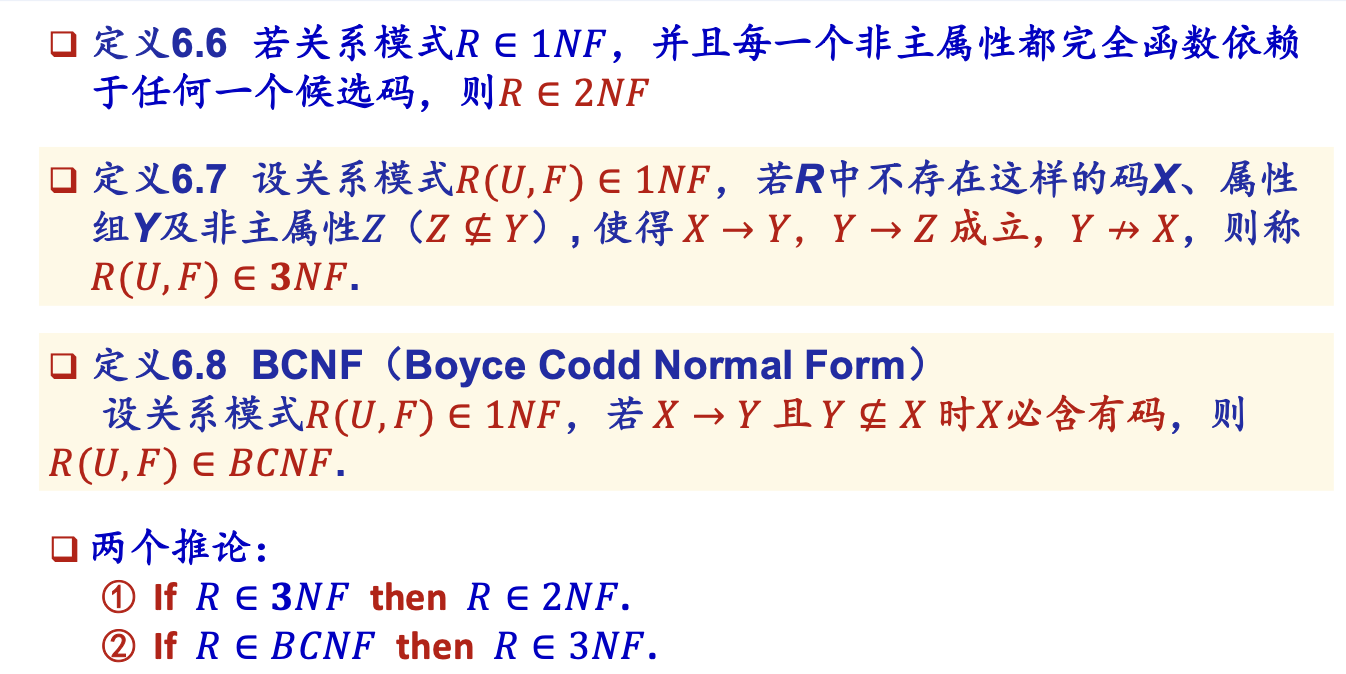 ❑ 定义6.6 若关系模式R ∈ 1NF，并且每一个非主属性都完全函数依赖
于任何一个候选码，则R ∈ 2NF
❑ 定义6.7 设关系模式R(U, F) ∈ 1NF，若R中不存在这样的码X、属性
组Y及非主属性Z（Z ⊈ Y）, 使得 X → Y，Y → Z 成立，Y ↛ X，则称
R(U, F) ∈ 3NF.
❑ 定义6.8 BCNF（Boyce Codd Normal Form）
设关系模式R(U, F) ∈ 1NF，若 X → Y 且 Y ⊈ X 时X必含有码，则
R(U, F) ∈ BCNF.
❑ 两个推论：
① If R ∈ 3NF then R ∈ 2NF.
② If R ∈ BCNF then R ∈ 3NF.